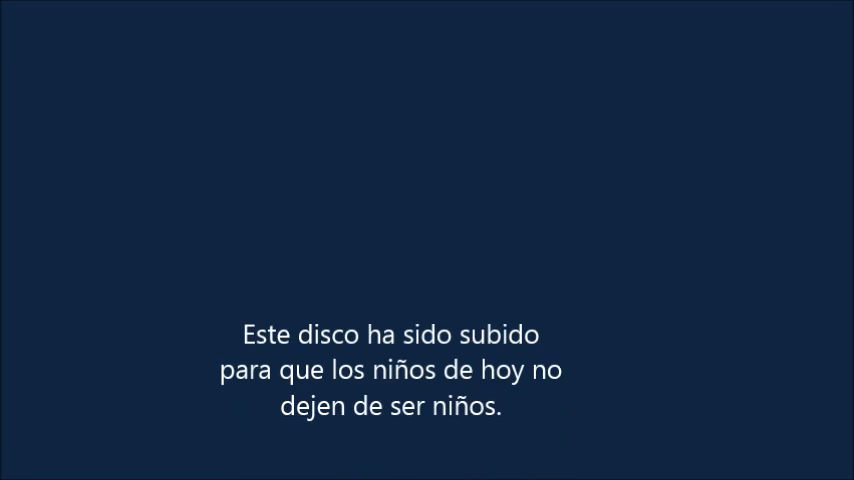 Este disco ha sido subido
para que los niños de hoy no
dejen de ser niños.